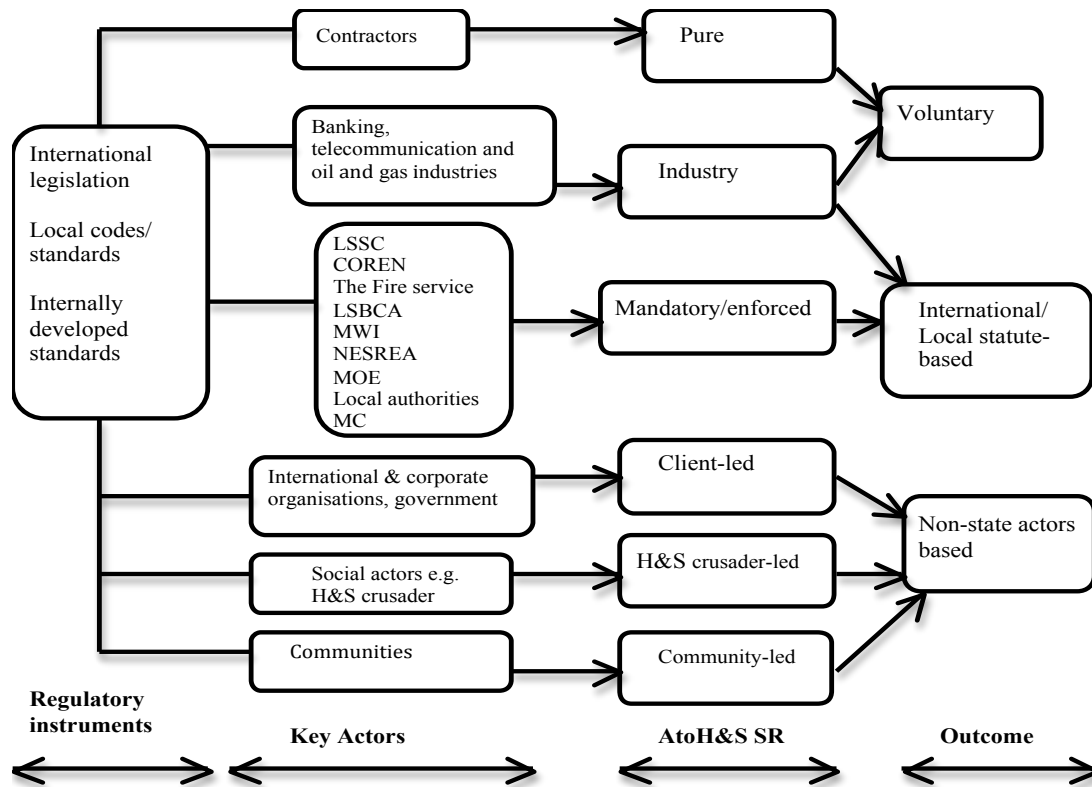 Contractors
Pure
Voluntary
International
legislation
Local codes/
standards
Internally
developed
standards
Banking,
telecommunication and
oil and gas industries
Industry
LSSC
COREN
The Fire service
LSBCA
MWI
NESREA
MOE
Local authorities
MC
Mandatory/enforced
International/
Local statute-
based
International & corporate
organisations, government
Client-led
Non-state actors
based
Social actors e.g.
H&S crusader
H&S crusader-led
Communities
Community-led
Regulatory
instruments
Key Actors
AtoH&S SR
Outcome